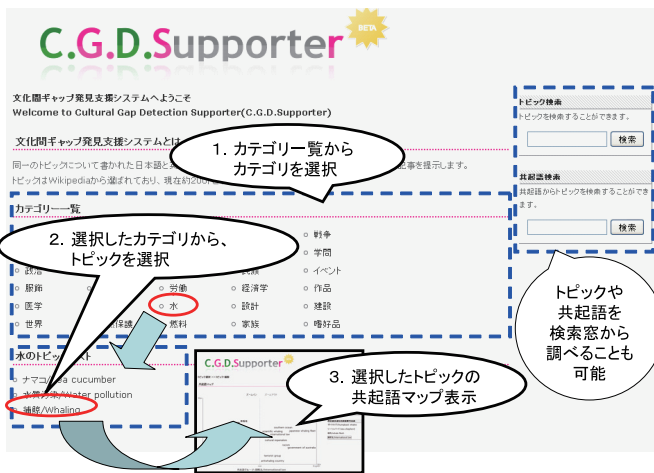 C.G.D.Supporter
BETA
文化間ギャップ発見支援システムへようこそ
Welcome to Cultural Gap Detection Supporter(C.G.D.Supporter)
文化間ギャップ発見支援システムとは
同一のトピックについて書かれた日本語と
事を提示します。
トピックはWikipediaから選ばれており、現在約200
1. カテゴリ一覧から
カテゴリを選択
カテゴリー一覧
戦争
学問
2. 選択したカテゴリから、
トピックを選択
政治
イベント
服飾
労働
経済学
作品
医学
水
設計
建設
世界
保護
燃料
家族
嗜好品
水のトピック
スト
ナマコ/
ea cucumber
水質汚染/Water pollution
捕鯨/Whaling
C.G.D.Supporter
3. 選択したトピックの
共起語マップ表示
トピック検索
トピックを検索することができます。
検索
共起語検索
共起語からトピックを検索することができ
ます。
検索
トピックや
共起語を
検索窓から
調べることも
可能